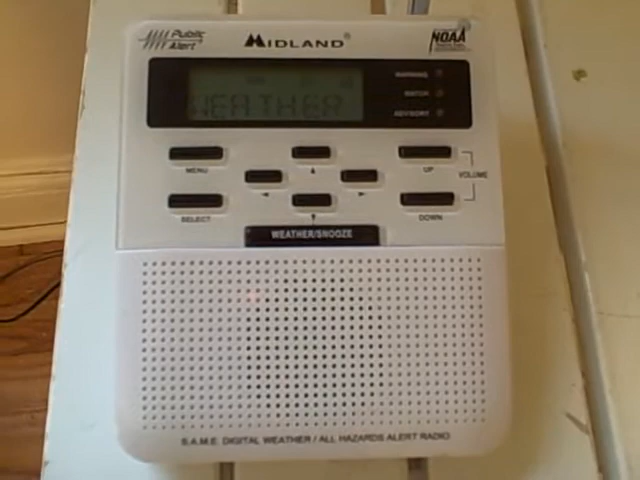 Public Alert
MIDLAND®
NOAA
WEATHER
WARNING
WATCH
ADVISORY
MENU
UP
VOLUME
SELECT
DOWN
WEATHER/SNOOZE
S.A.M.E. DIGITAL WEATHER / ALL HAZARDS ALERT RADIO